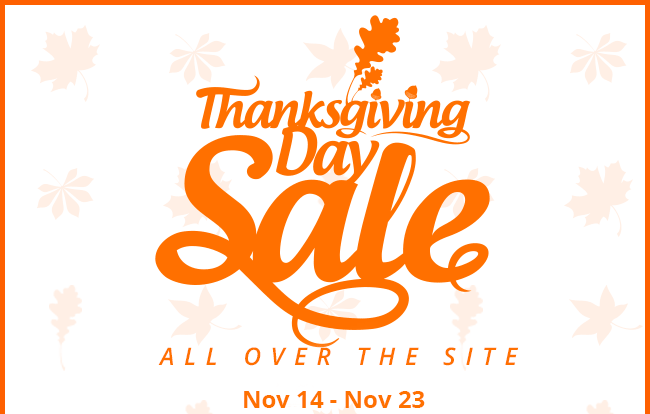 Thanksgiving
Day
Sale
ALL OVER THE SITE
Nov 14 - Nov 23